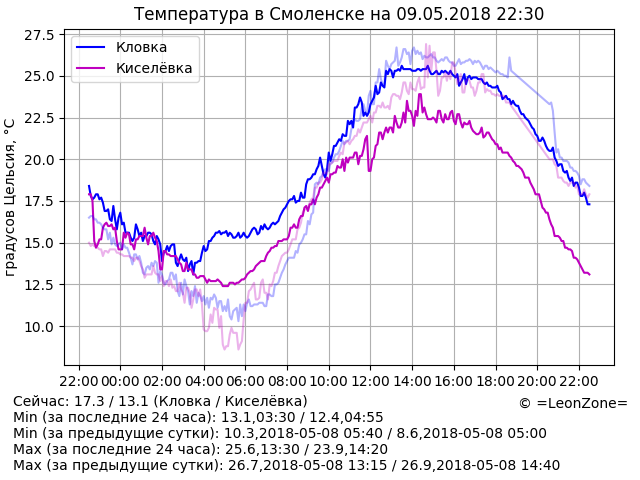 Температура в Смоленске на 09.05.2018 22:30
градусов Цельсия, °C
27.5
25.0
22.5
20.0
17.5
15.0
12.5
10.0
Кловка
Киселёвка
22:00 00:00 02:00 04:00 06:00 08:00 10:00 12:00 14:00 16:00 18:00 20:00 22:00
Сейчас: 17.3 / 13.1 (Кловка / Киселёвка)
© =LeonZone=
Min (за последние 24 часа): 13.1,03:30 / 12.4,04:55
Min (за предыдущие сутки): 10.3,2018-05-08 05:40 / 8.6,2018-05-08 05:00
Max (за последние 24 часа): 25.6,13:30 / 23.9,14:20
Max (за предыдущие сутки): 26.7,2018-05-08 13:15 / 26.9,2018-05-08 14:40